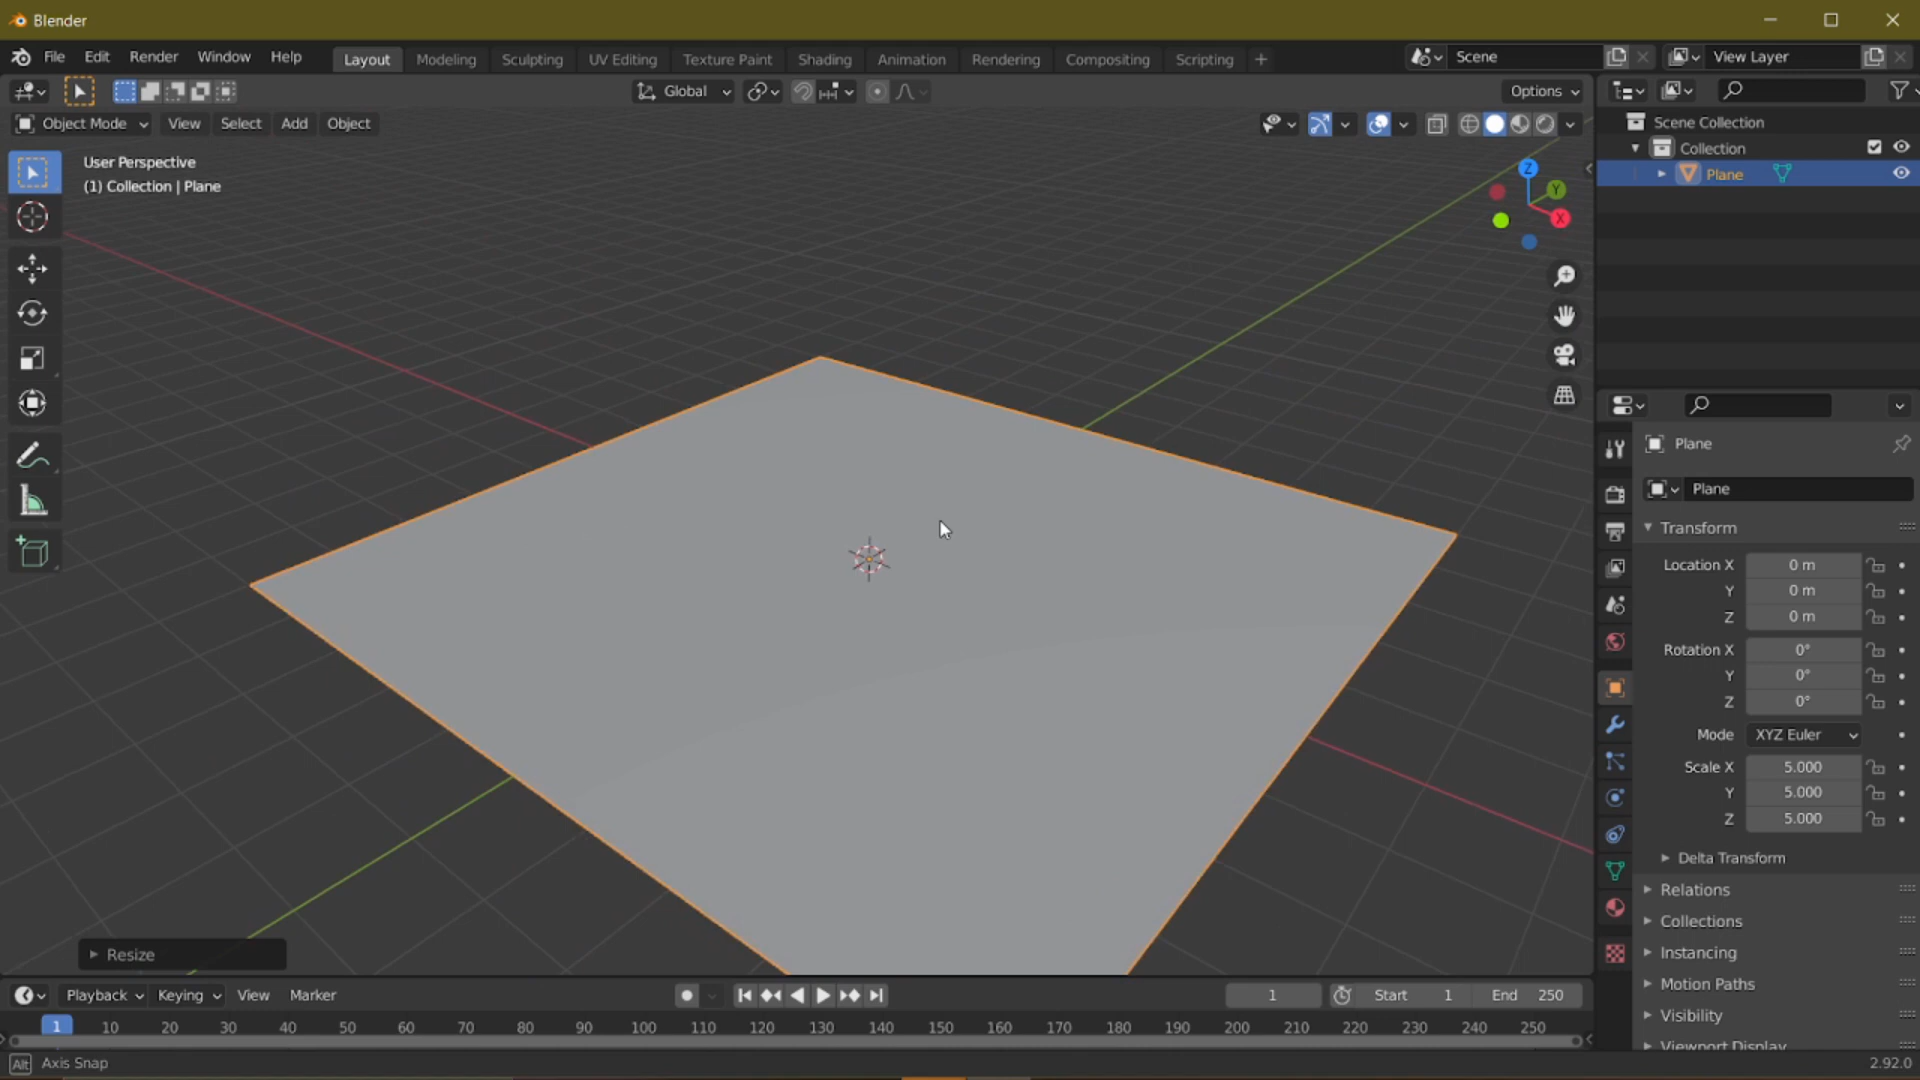 Blender
File Edit Render Window Help Layout Modeling Sculpting UV Editing Texture Paint Shading Animation Rendering Compositing Scripting + Scene View Layer
Global Options
Object Mode View Select Add Object
User Perspective
(1) Collection | Plane
Z
Y
X
Scene Collection
Collection
Plane
Plane
Plane
Transform
Location X 0 m
Y 0 m
Z 0 m
Rotation X 0°
Y 0°
Z 0°
Mode XYZ Euler
Scale X 5.000
Y 5.000
Z 5.000
Delta Transform
Relations
Collections
Instancing
Motion Paths
Visibility
Viewport Display
Resize
Playback Keying View Marker 1 Start 1 End 250
1 10 20 30 40 50 60 70 80 90 100 110 120 130 140 150 160 170 180 190 200 210 220 230 240 250
Alt Axis Snap 2.92.0